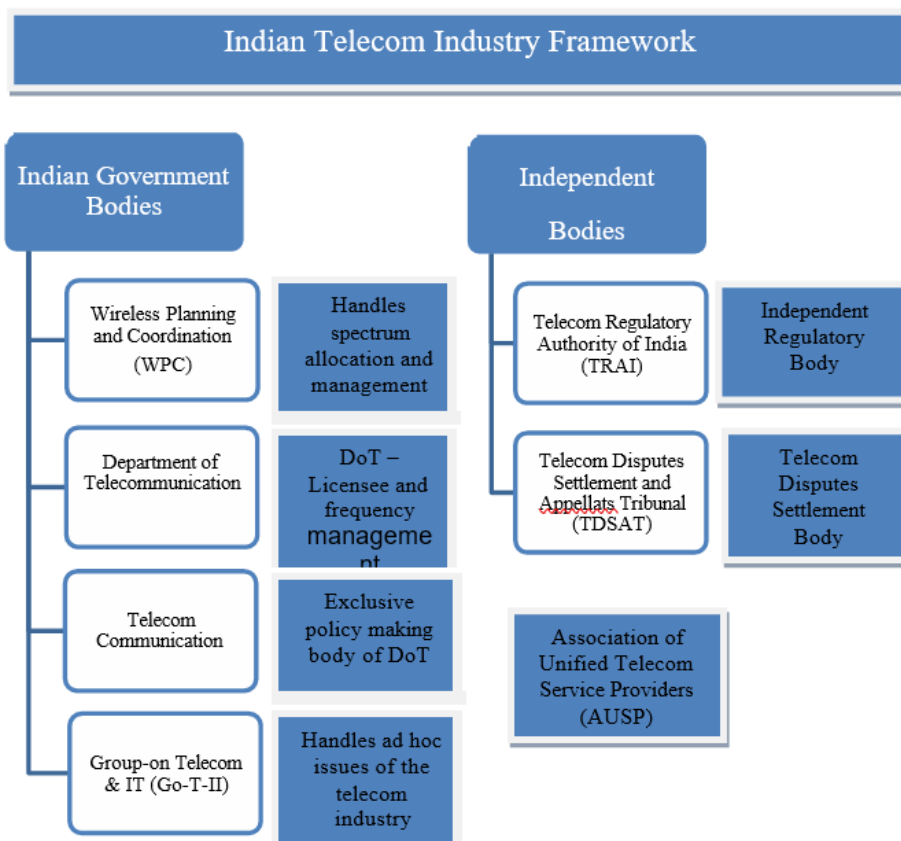 Indian Telecom Industry Framework
Indian Government
Bodies
Wireless Planning
and Coordination
(WPC)
Handles
spectrum
allocation and
management
Department of
Telecommunication
DoT –
Licensee and
frequency
manageme
nt
Telecom
Communication
Exclusive
policy making
body of DoT
Group-on Telecom
& IT (Go-T-II)
Handles ad hoc
issues of the
telecom
industry
Independent
Bodies
Telecom Regulatory
Authority of India
(TRAI)
Independent
Regulatory
Body
Telecom Disputes
Settlement and
Appellats Tribunal
(TDSAT)
Telecom
Disputes
Settlement
Body
Association of
Unified Telecom
Service Providers
(AUSP)